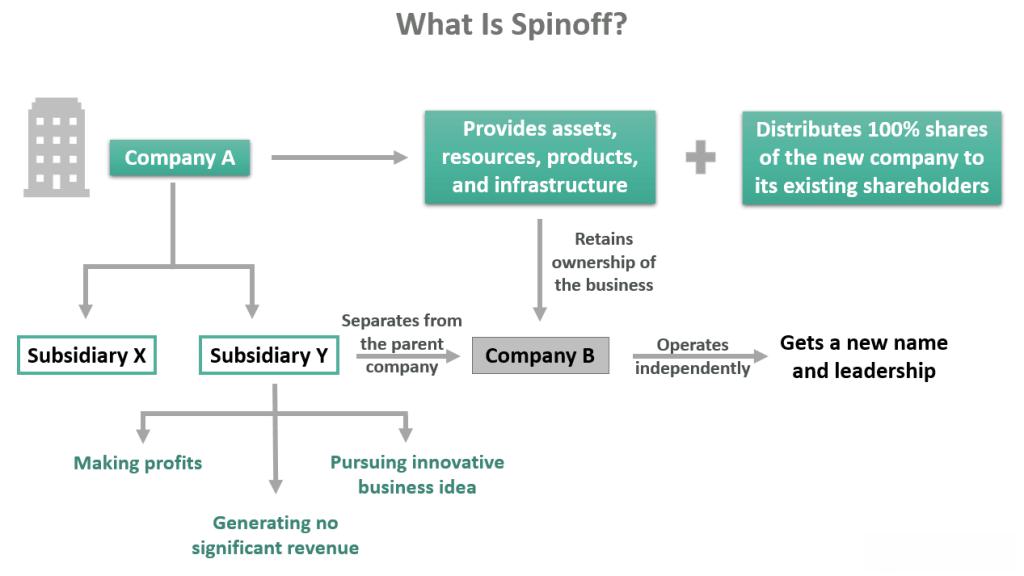 What Is Spinoff?
Company A
Provides assets,
resources, products,
and infrastructure
Distributes 100% shares
of the new company to
its existing shareholders
Retains
ownership of
the business
Subsidiary X
Subsidiary Y
Separates from
the parent
company
Company B
Operates
independently
Gets a new name
and leadership
Making profits
Generating no
significant revenue
Pursuing innovative
business idea